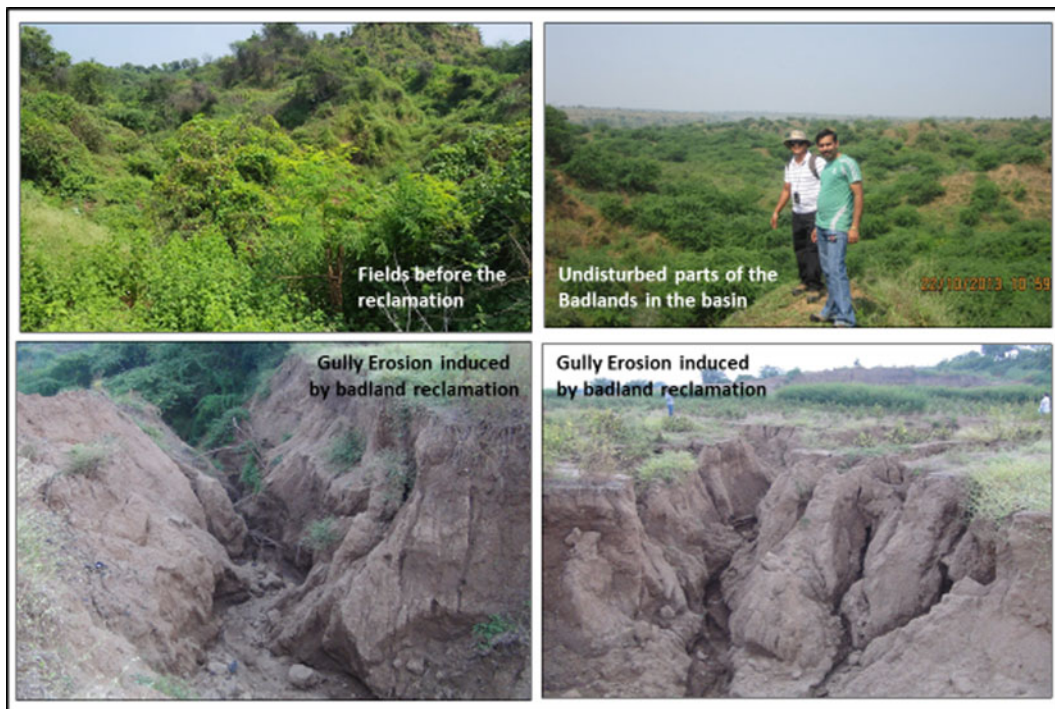 Fields before the
reclamation
Undisturbed parts of the
Badlands in the basin
22/10/2013 10 59
Gully Erosion induced
by badland reclamation
Gully Erosion induced
by badland reclamation